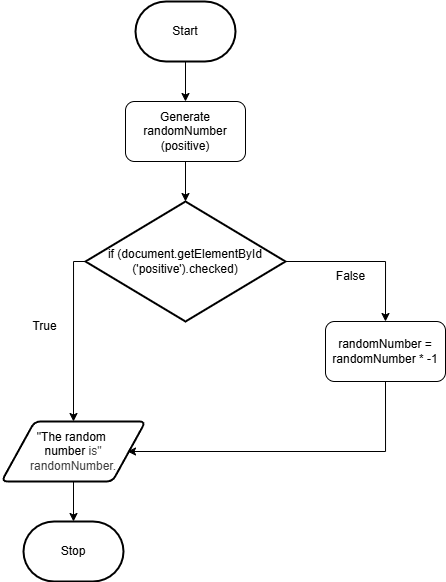 Start
Generate
randomNumber
(positive)
if (document.getElementById
('positive').checked)
False
True
randomNumber =
randomNumber * -1
"The random
number is"
randomNumber.
Stop